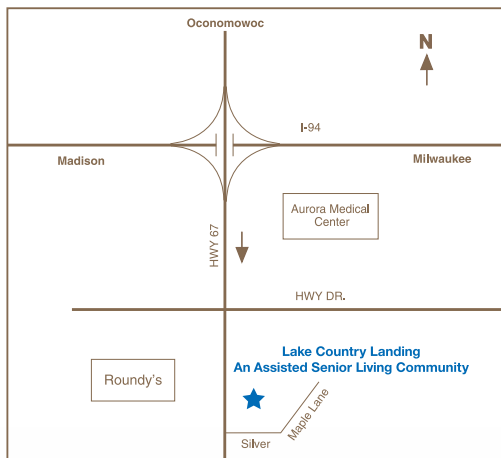 Oconomowoc
N
I-94
Madison
Milwaukee
Aurora Medical
Center
HWY 67
HWY DR.
Lake Country Landing
An Assisted Senior Living Community
Roundy's
Maple Lane
Silver